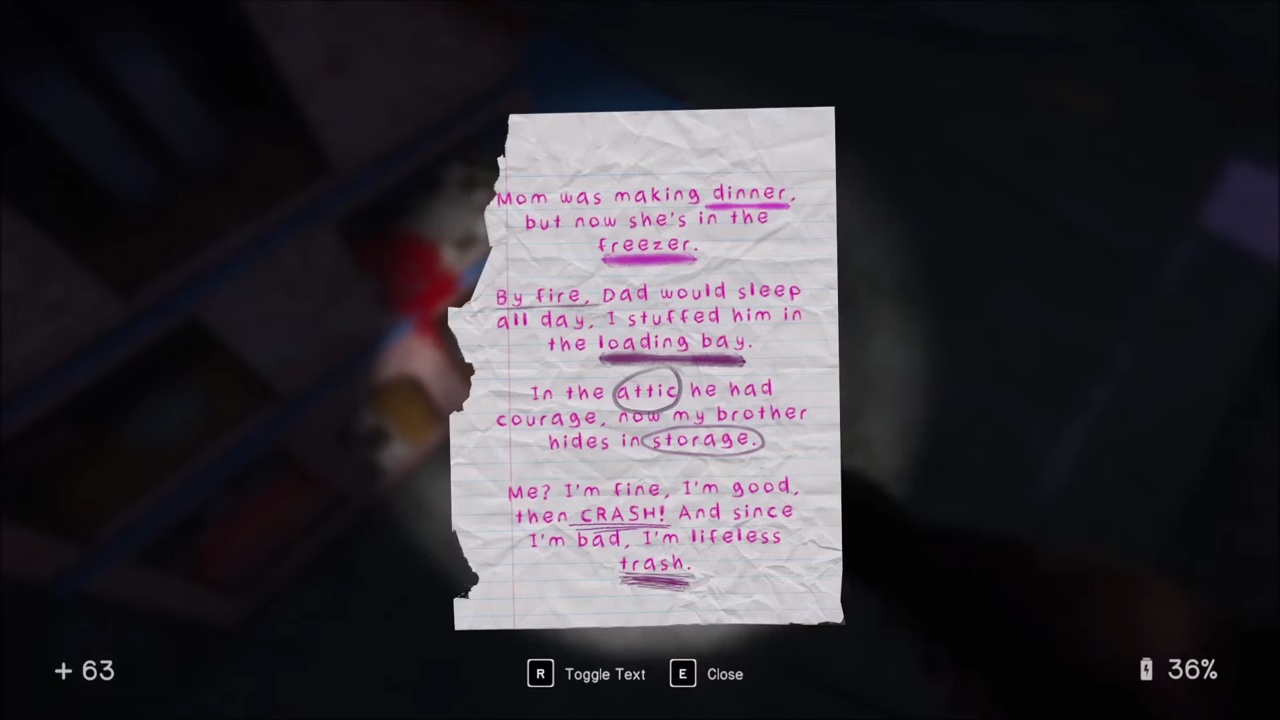 Mom was making dinner,
but now she's in the
freezer.
By fire, Dad would sleep
all day, I stuffed him in
the loading bay.
In the attic he had
courage, now my brother
hides in storage.
Me? I'm fine, I'm good,
then CRASH! And since
I'm bad, I'm lifeless
trash.
+ 63
R Toggle Text E Close
36%